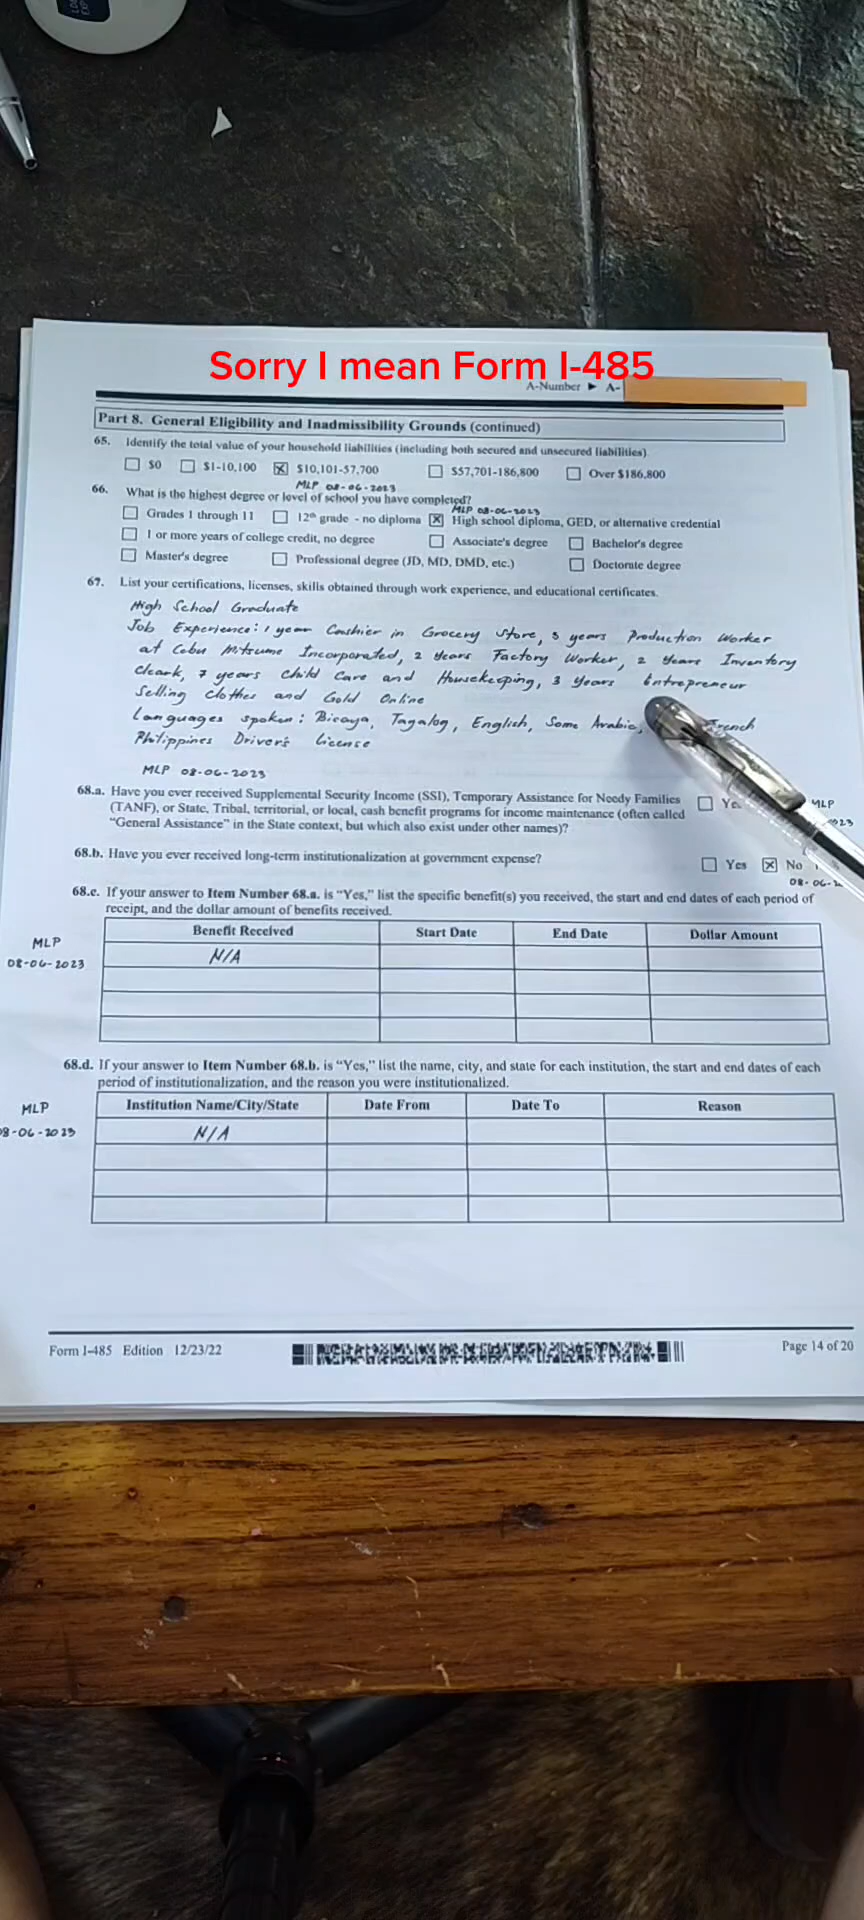 Sorry I mean Form I-485
A-Number ► A-
Part 8. General Eligibility and Inadmissibility Grounds (continued)
65. Identify the total value of your household liabilities (including both secured and unsecured liabilities).
$0 $1-10,100 $10,101-57,700 $57,701-186,800 Over $186,800
MLP 08-06-2023
66. What is the highest degree or level of school you have completed?
MLP 08-06-2023
Grades 1 through 11 12th grade - no diploma High school diploma, GED, or alternative credential
1 or more years of college credit, no degree Associate's degree Bachelor's degree
Master's degree Professional degree (JD, MD, DMD, etc.) Doctorate degree
67. List your certifications, licenses, skills obtained through work experience, and educational certificates.
High School Graduate
Job Experience: 1 year Cashier in Grocery Store, 3 years Production Worker
at Cebu Mitsume Incorporated, 2 Years Factory Worker, 2 Years Inventory
Cleark, 7 years Child Care and Housekeeping, 3 Years Entrepreneur
Selling clothes and Gold Online
Languages spoken: Bisaya, Tagalog, English, Some Arabic, French
Philippines Driver's License
MLP 08-06-2023
68.a. Have you ever received Supplemental Security Income (SSI), Temporary Assistance for Needy Families
(TANF), or State, Tribal, territorial, or local, cash benefit programs for income maintenance (often called
"General Assistance" in the State context, but which also exist under other names)?
MLP
68.b. Have you ever received long-term institutionalization at government expense? Yes No
08-06-2
68.c. If your answer to Item Number 68.a. is "Yes," list the specific benefit(s) you received, the start and end dates of each period of
receipt, and the dollar amount of benefits received.
Benefit Received Start Date End Date Dollar Amount
MLP
N/A
08-06-2023
68.d. If your answer to Item Number 68.b. is "Yes," list the name, city, and state for each institution, the start and end dates of each
period of institutionalization, and the reason you were institutionalized.
Institution Name/City/State Date From Date To Reason
MLP
N/A
8-06-2023
Form I-485 Edition 12/23/22 Page 14 of 20